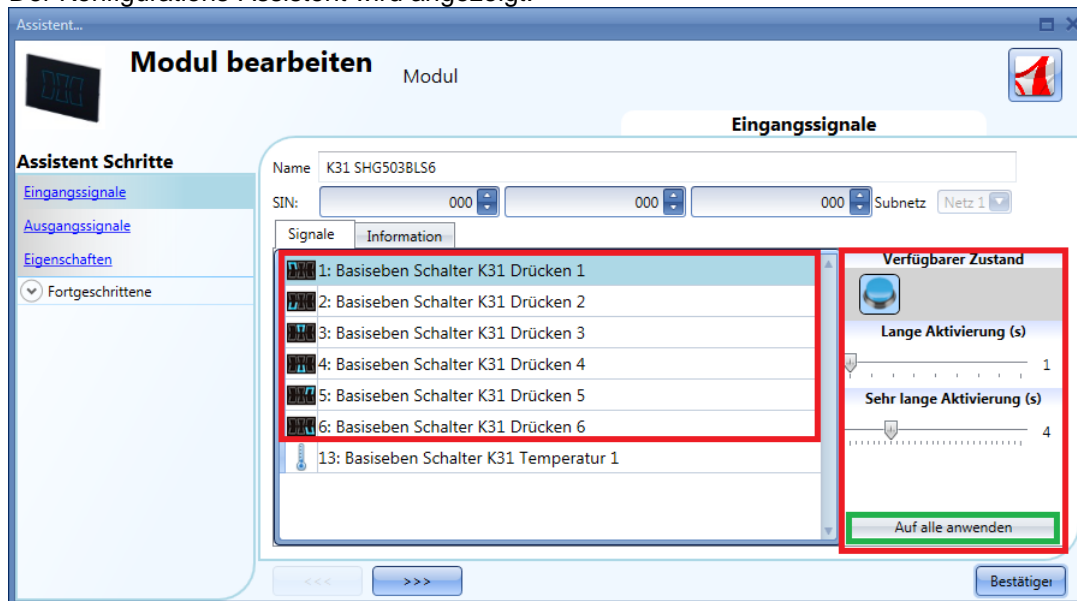 Der Konfigurations Assistent wird angezeigt.
Assistent...
Modul bearbeiten
Modul
Eingangssignale
Assistent Schritte
Eingangssignale
Ausgangssignale
Eigenschaften
Fortgeschrittene
Name K31 SHG503BLS6
SIN: 000 000 000 Subnetz Netz 1
Signale Information
1: Basiseben Schalter K31 Drücken 1
2: Basiseben Schalter K31 Drücken 2
3: Basiseben Schalter K31 Drücken 3
4: Basiseben Schalter K31 Drücken 4
5: Basiseben Schalter K31 Drücken 5
6: Basiseben Schalter K31 Drücken 6
13: Basiseben Schalter K31 Temperatur 1
Verfügbarer Zustand
Lange Aktivierung (s)
1
Sehr lange Aktivierung (s)
4
Auf alle anwenden
<<< >>> Bestätiger